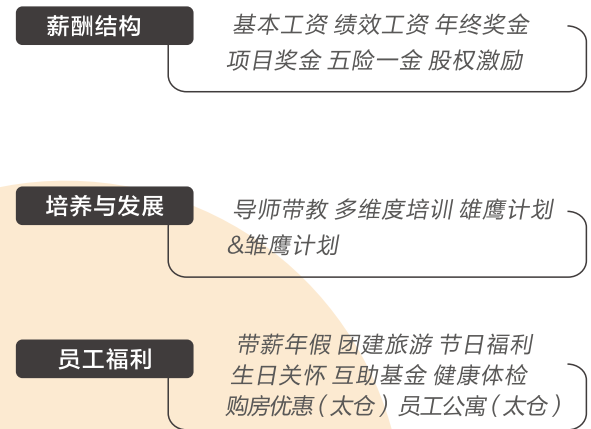 薪酬结构
基本工资 绩效工资 年终奖金
项目奖金 五险一金 股权激励
培养与发展
导师带教 多维度培训 雄鹰计划
&雏鹰计划
员工福利
带薪年假 团建旅游 节日福利
生日关怀 互助基金 健康体检
购房优惠(太仓)员工公寓(太仓)